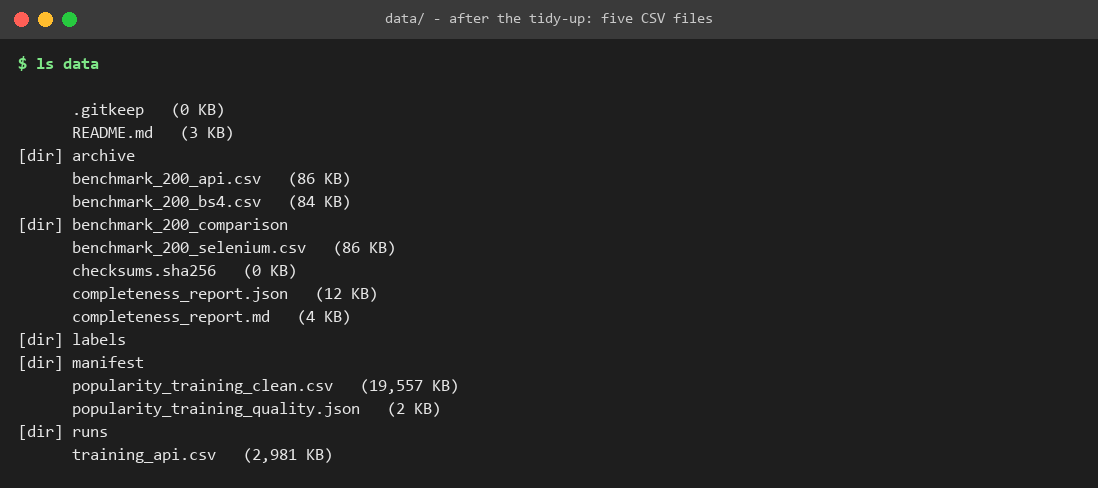 data/ - after the tidy-up: five CSV files
$ ls data
.gitkeep (0 KB)
README.md (3 KB)
[dir] archive
benchmark_200_api.csv (86 KB)
benchmark_200_bs4.csv (84 KB)
[dir] benchmark_200_comparison
benchmark_200_selenium.csv (86 KB)
checksums.sha256 (0 KB)
completeness_report.json (12 KB)
completeness_report.md (4 KB)
[dir] labels
[dir] manifest
popularity_training_clean.csv (19,557 KB)
popularity_training_quality.json (2 KB)
[dir] runs
training_api.csv (2,981 KB)